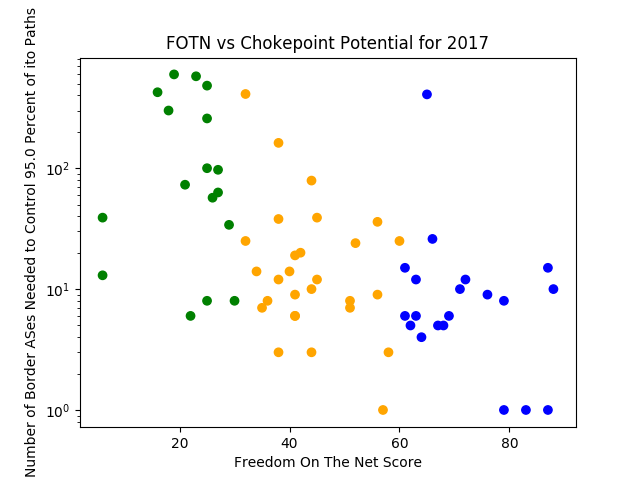 FOTN vs Chokepoint Potential for 2017
Number of Border ASes Needed to Control 95.0 Percent of ito Paths
10²
10¹
10⁰
20 40 60 80
Freedom On The Net Score